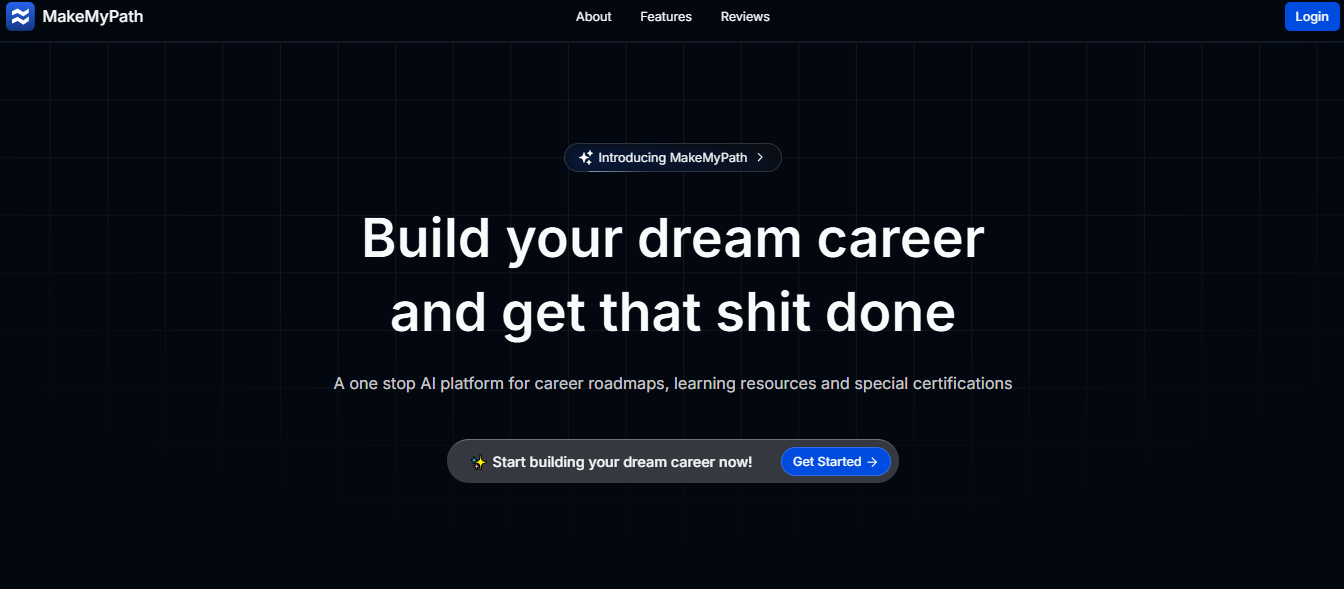 MakeMyPath
About
Features
Reviews
Login
Introducing MakeMyPath
Build your dream career
and get that shit done
A one stop AI platform for career roadmaps, learning resources and special certifications
✨ Start building your dream career now!
Get Started →